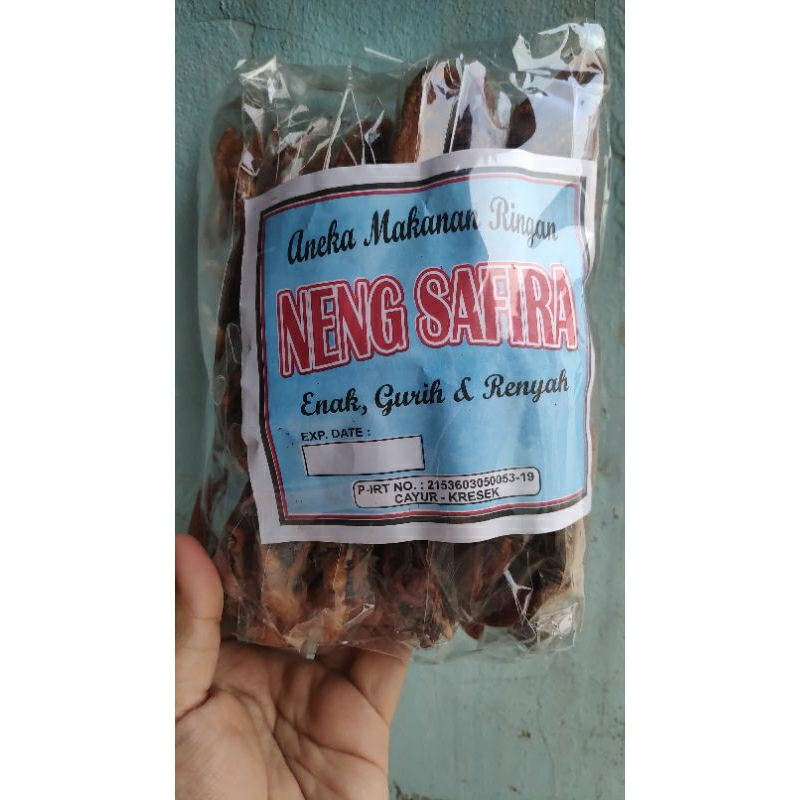 Aneka Makanan Ringan
NENG SAFIRA
Enak, Gurih & Renyah
EXP. DATE :
P-IRT NO. : 2153603050053-19
CAYUR - KRESEK